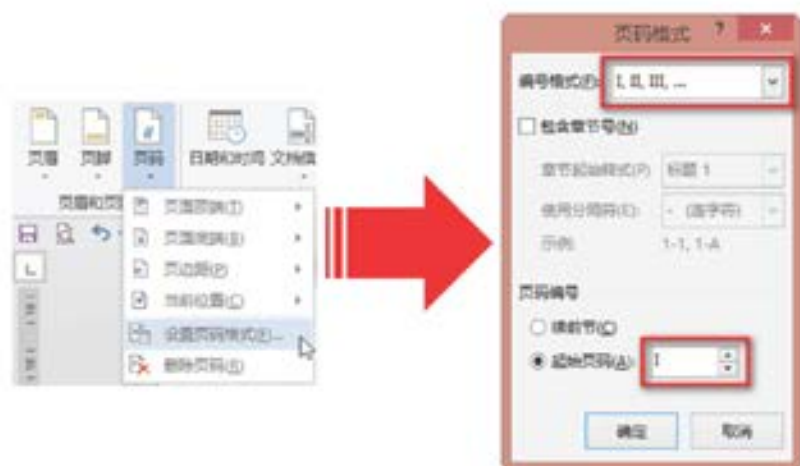 页眉 页脚 页码 日期和时间 文档信
页眉和页
页面顶端(T)
页面底端(B)
页边距(P)
当前位置(C)
设置页码格式(F)...
删除页码(R)
页码格式 ?
编号格式(F): I, II, III, ...
包含章节号(N)
章节起始样式(P) 标题 1
使用分隔符(E): - (连字符)
示例: 1-1, 1-A
页码编号
续前节(C)
起始页码(A): I
确定 取消